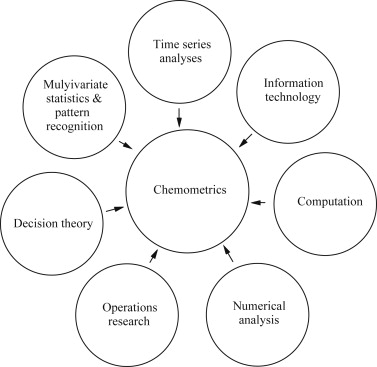 Time series
analyses
Information
technology
Mulyivariate
statistics &
pattern
recognition
Chemometrics
Computation
Decision theory
Operations
research
Numerical
analysis